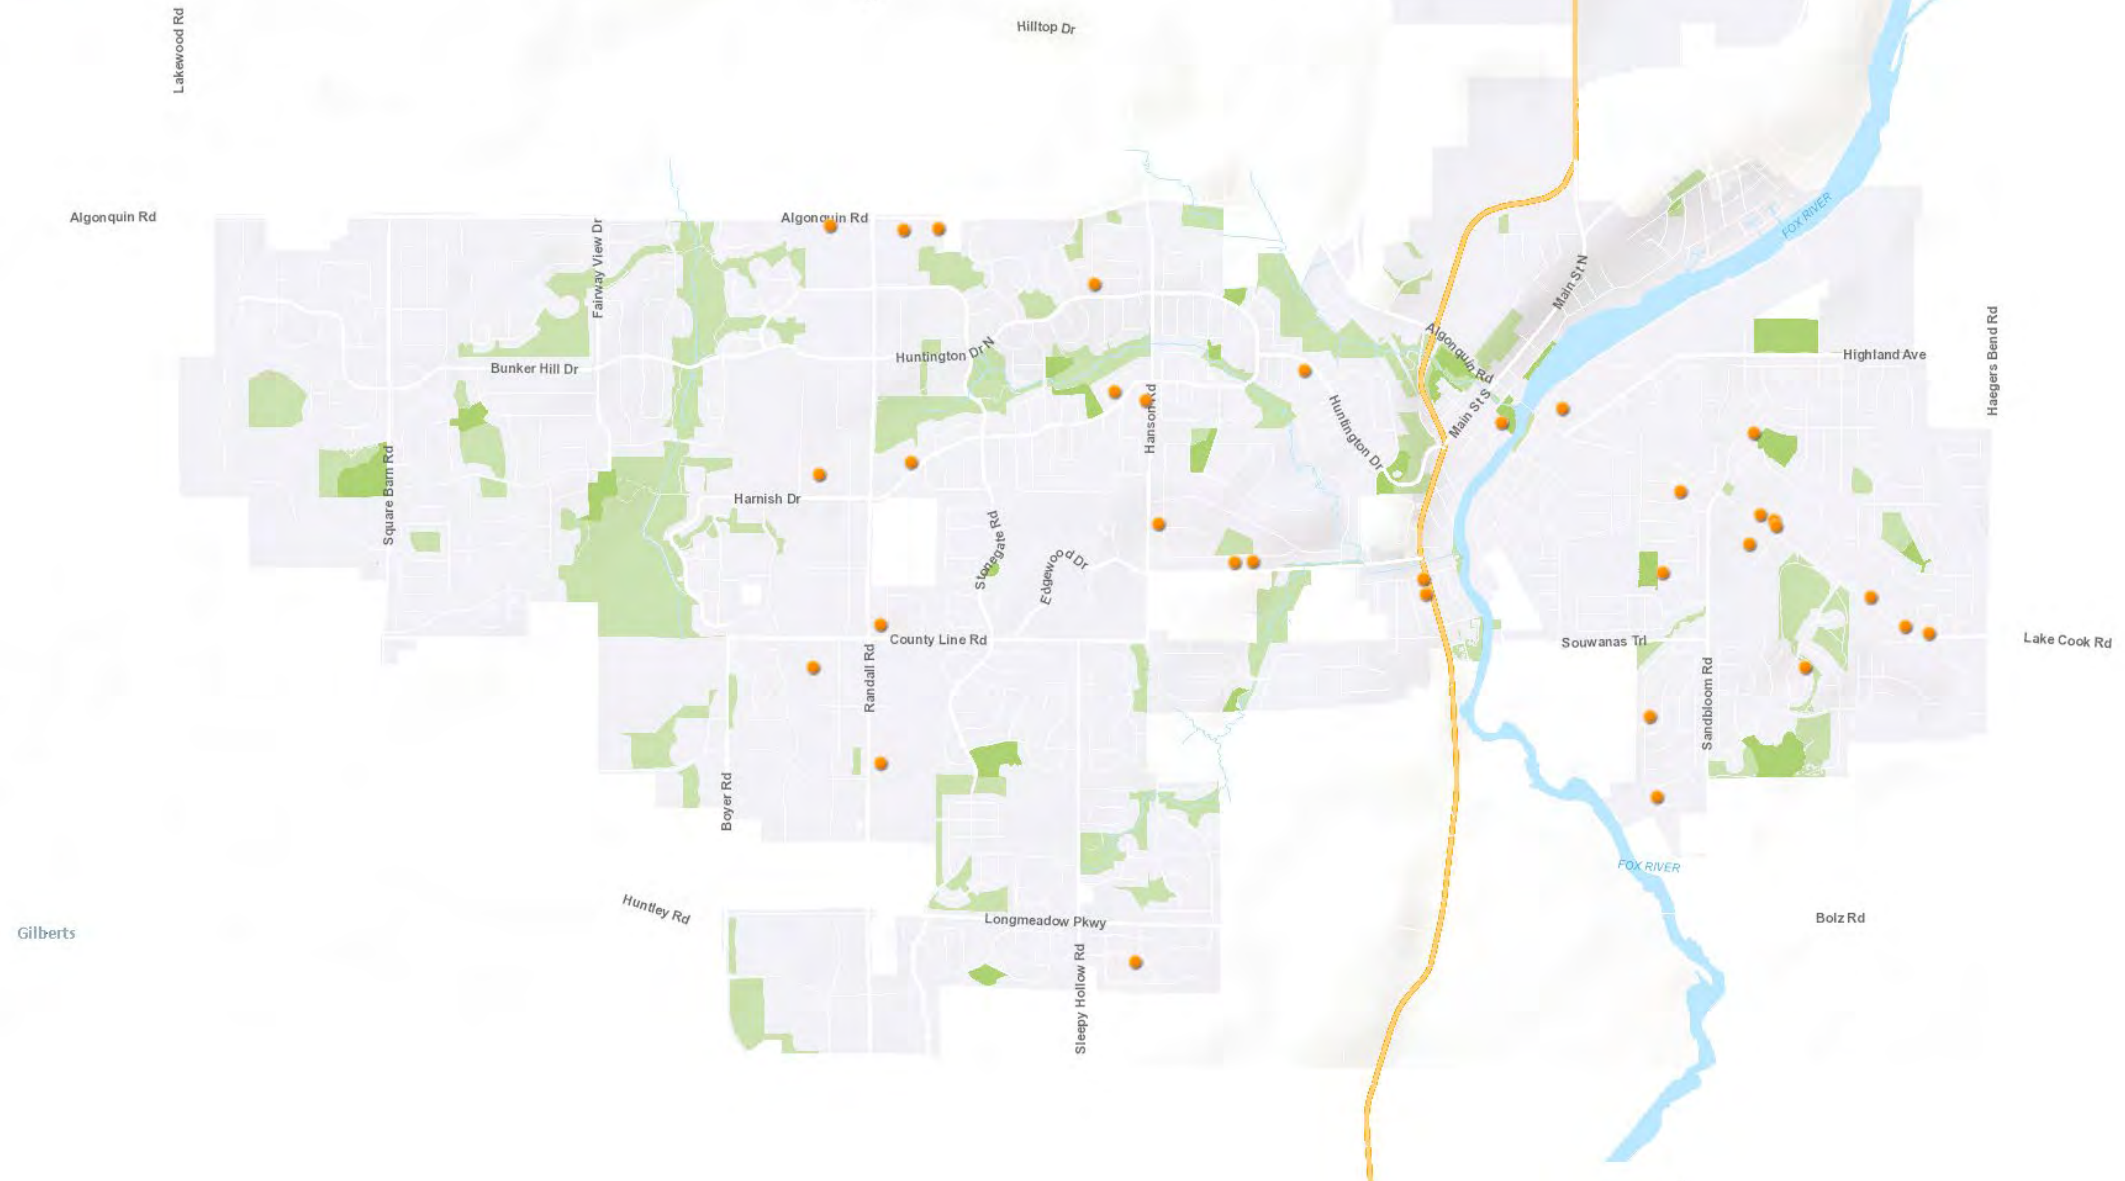 Lakewood Rd
Hilltop Dr
Algonquin Rd
Algonquin Rd
Fairway View Dr
FOX RIVER
Main St N
Haegers Bend Rd
Huntington Dr N
Bunker Hill Dr
Algonquin Rd
Highland Ave
Main St S
Hanson Rd
Huntington Dr
Square Barn Rd
Harnish Dr
Stonegate Rd
Edgewood Dr
County Line Rd
Souwanas Trl
Lake Cook Rd
Randall Rd
Sandbloom Rd
Boyer Rd
FOX RIVER
Huntley Rd
Longmeadow Pkwy
Bolz Rd
Gilberts
Sleepy Hollow Rd